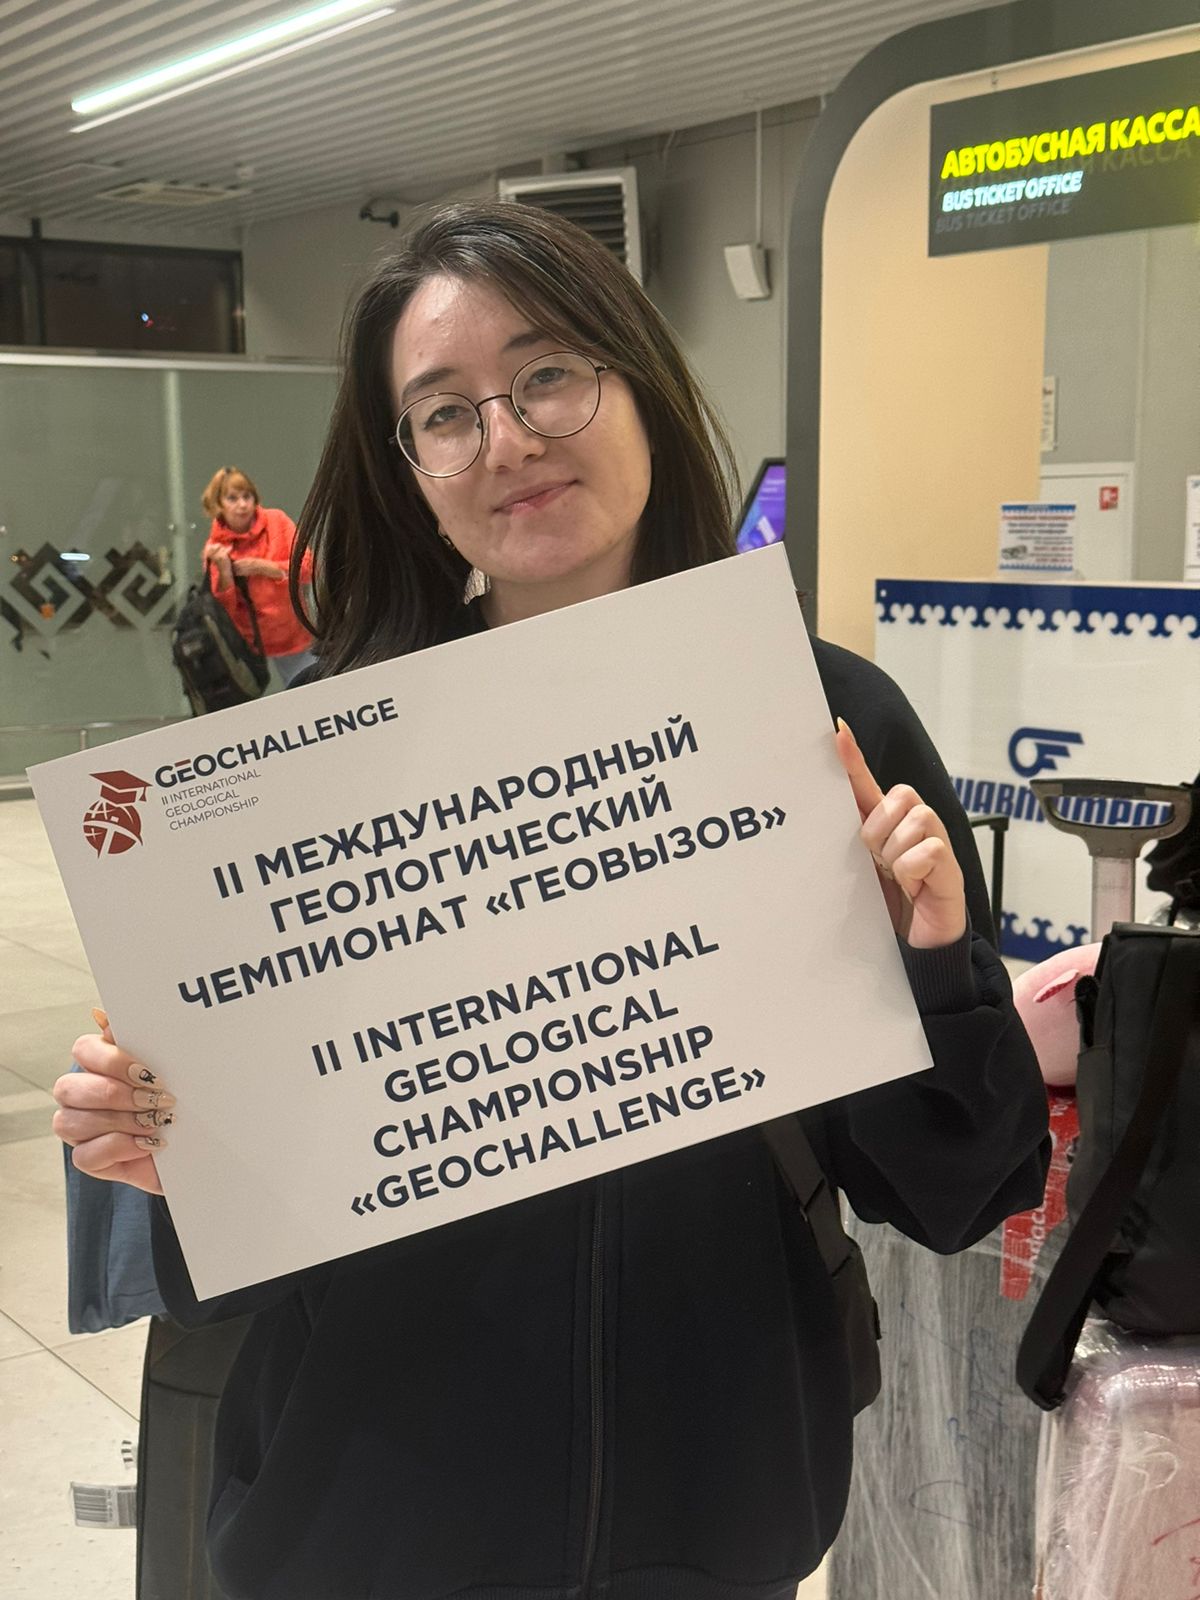 АВТОБУСНАЯ КАССА
BUS TICKET OFFICE
GEOCHALLENGE
II INTERNATIONAL
GEOLOGICAL
CHAMPIONSHIP
II МЕЖДУНАРОДНЫЙ
ГЕОЛОГИЧЕСКИЙ
ЧЕМПИОНАТ «ГЕОВЫЗОВ»
II INTERNATIONAL
GEOLOGICAL
CHAMPIONSHIP
«GEOCHALLENGE»